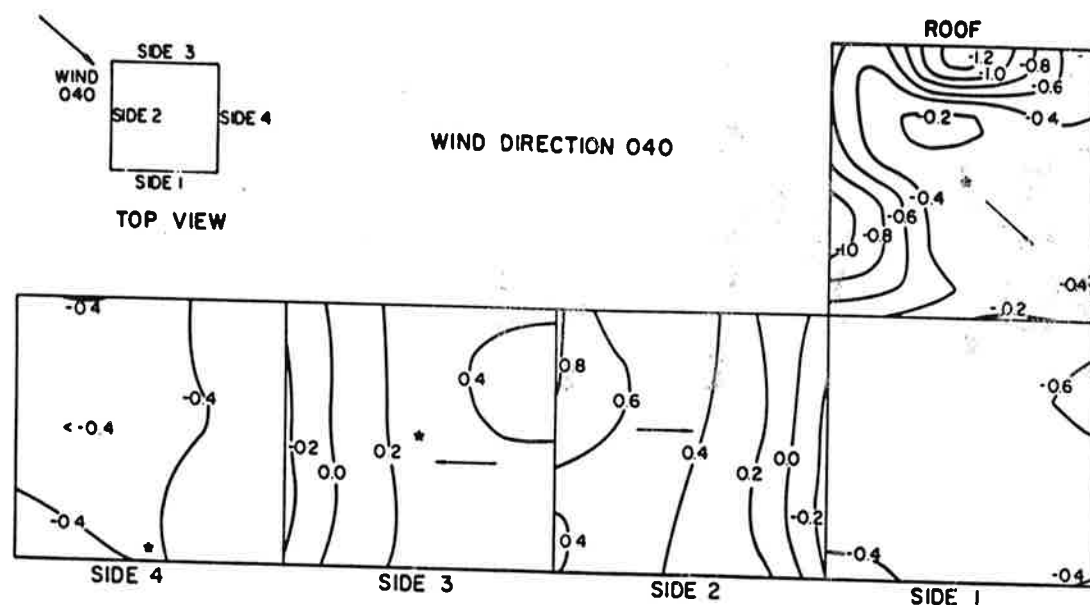 ROOF
SIDE 3
WIND
040
SIDE 2
SIDE 4
SIDE 1
TOP VIEW
WIND DIRECTION 040
-1.2
-0.8
-1.0
-0.6
-0.4
-0.2
*
-0.4
-0.6
-0.8
-1.0
-0.4
-0.2
-0.4
-0.4
<-0.4
-0.4
*
-0.2
0.0
0.2
*
0.4
0.8
0.6
0.4
0.4
0.2
0.0
-0.2
-0.6
-0.4
-0.4
SIDE 4
SIDE 3
SIDE 2
SIDE 1